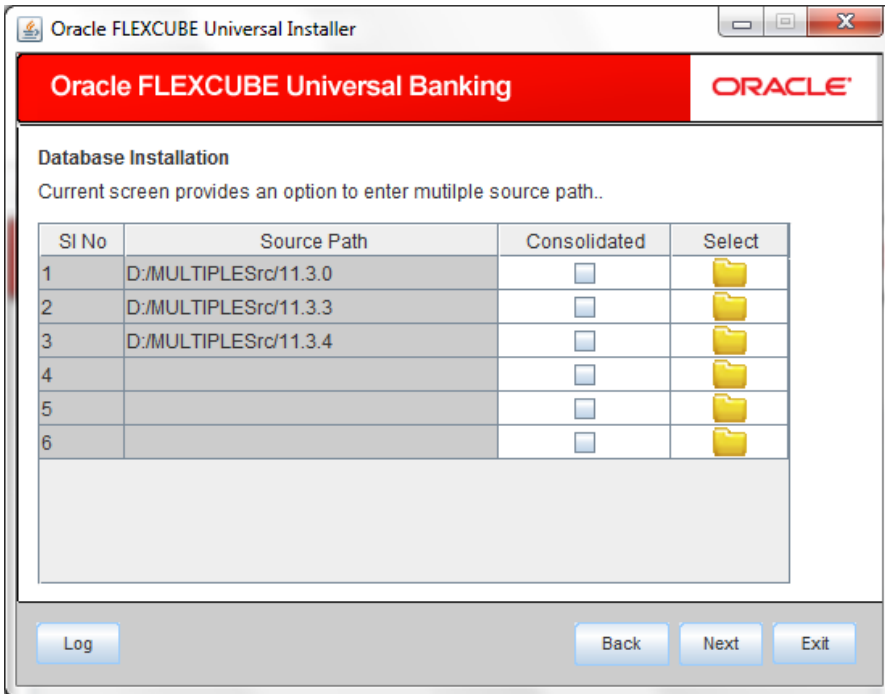 Oracle FLEXCUBE Universal Installer
Oracle FLEXCUBE Universal Banking ORACLE®
Database Installation
Current screen provides an option to enter mutilple source path..
SI No Source Path Consolidated Select
1 D:/MULTIPLESrc/11.3.0
2 D:/MULTIPLESrc/11.3.3
3 D:/MULTIPLESrc/11.3.4
4
5
6
Log Back Next Exit